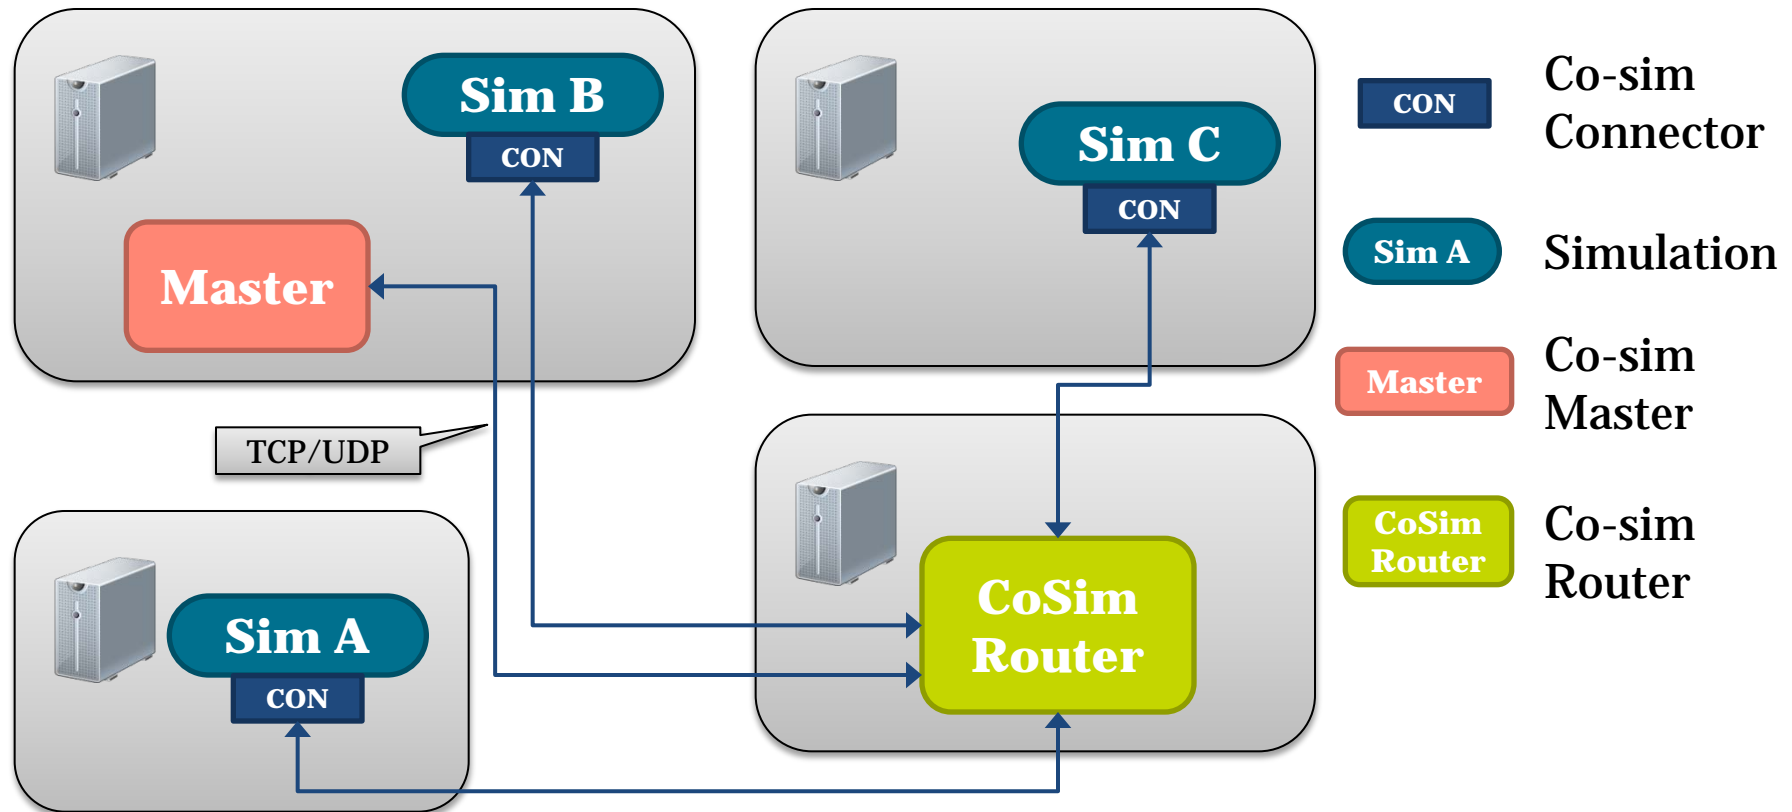 Sim B
CON
Master
Sim C
CON
TCP/UDP
Sim A
CON
CoSim
Router
CON
Co-sim
Connector
Sim A
Simulation
Master
Co-sim
Master
CoSim
Router
Co-sim
Router